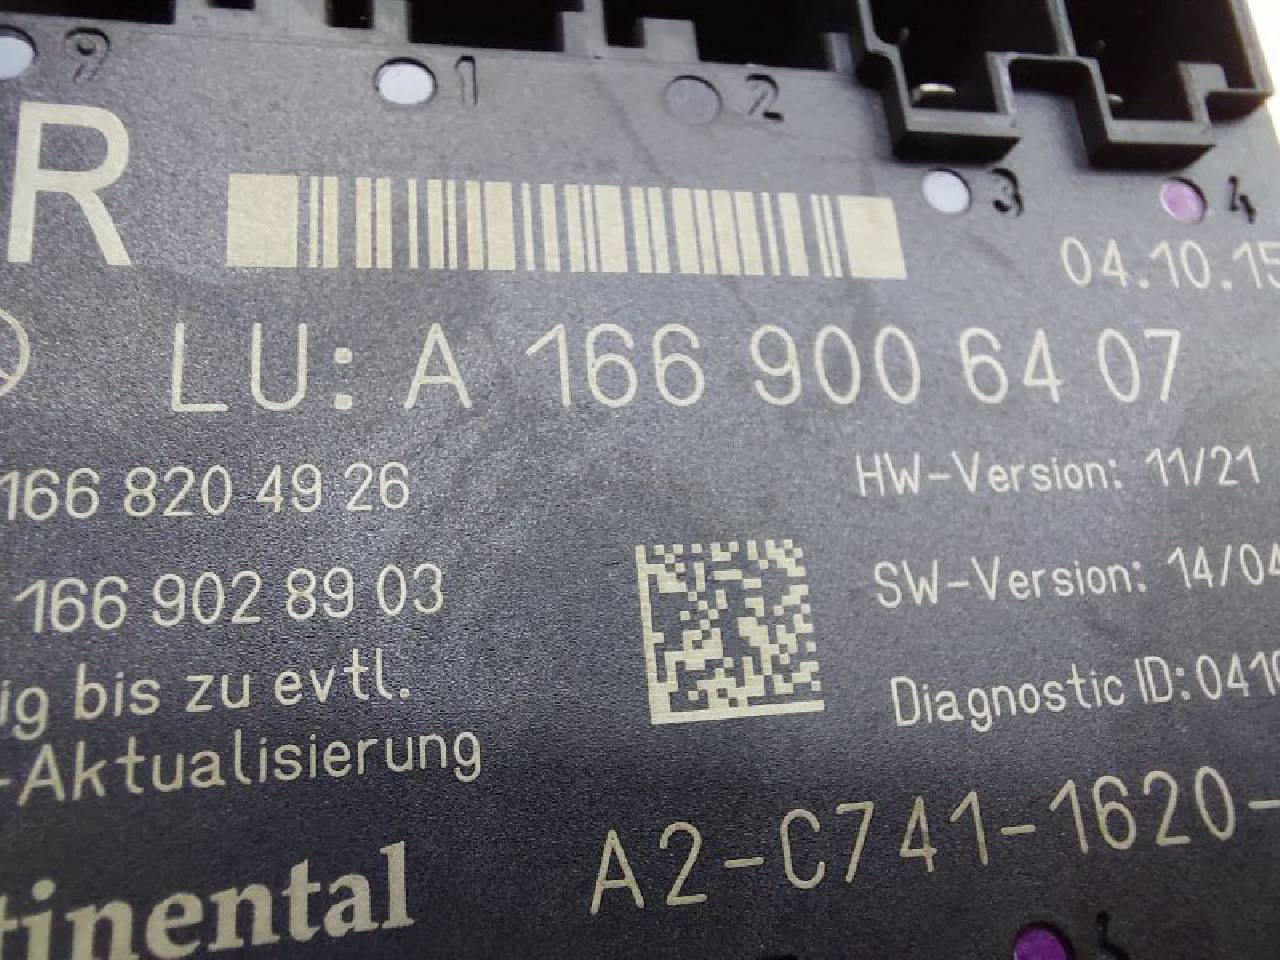 9 1 2 3 4
R
04.10.15
LU: A 166 900 64 07
166 820 49 26
HW-Version: 11/21
166 902 89 03
SW-Version: 14/04
ig bis zu evtl.
Diagnostic ID: 0410
-Aktualisierung
A2-C741-1620-
tinental